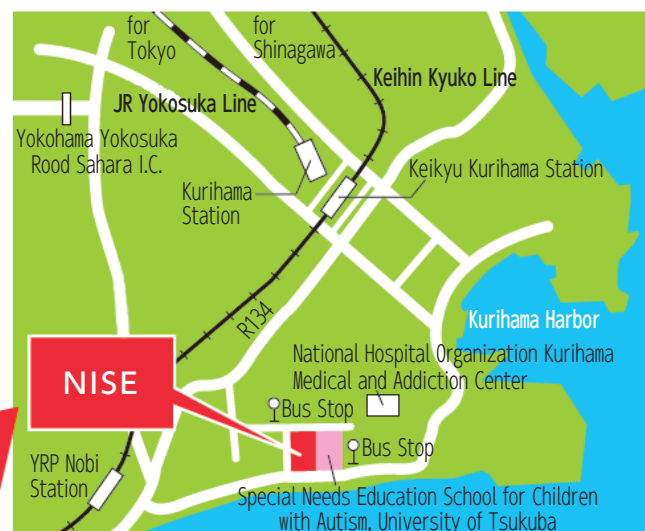 for
Tokyo
for
Shinagawa
Keihin Kyuko Line
JR Yokosuka Line
Yokohama Yokosuka
Rood Sahara I.C.
Kurihama
Station
Keikyu Kurihama Station
R134
Kurihama Harbor
National Hospital Organization Kurihama
Medical and Addiction Center
NISE
Bus Stop
Bus Stop
YRP Nobi
Station
Special Needs Education School for Children
with Autism, University of Tsukuba